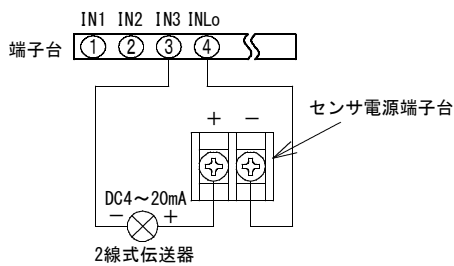 IN1 IN2 IN3 INLo
端子台 1 2 3 4
センサ電源端子台
+ −
DC4～20mA
− +
2線式伝送器